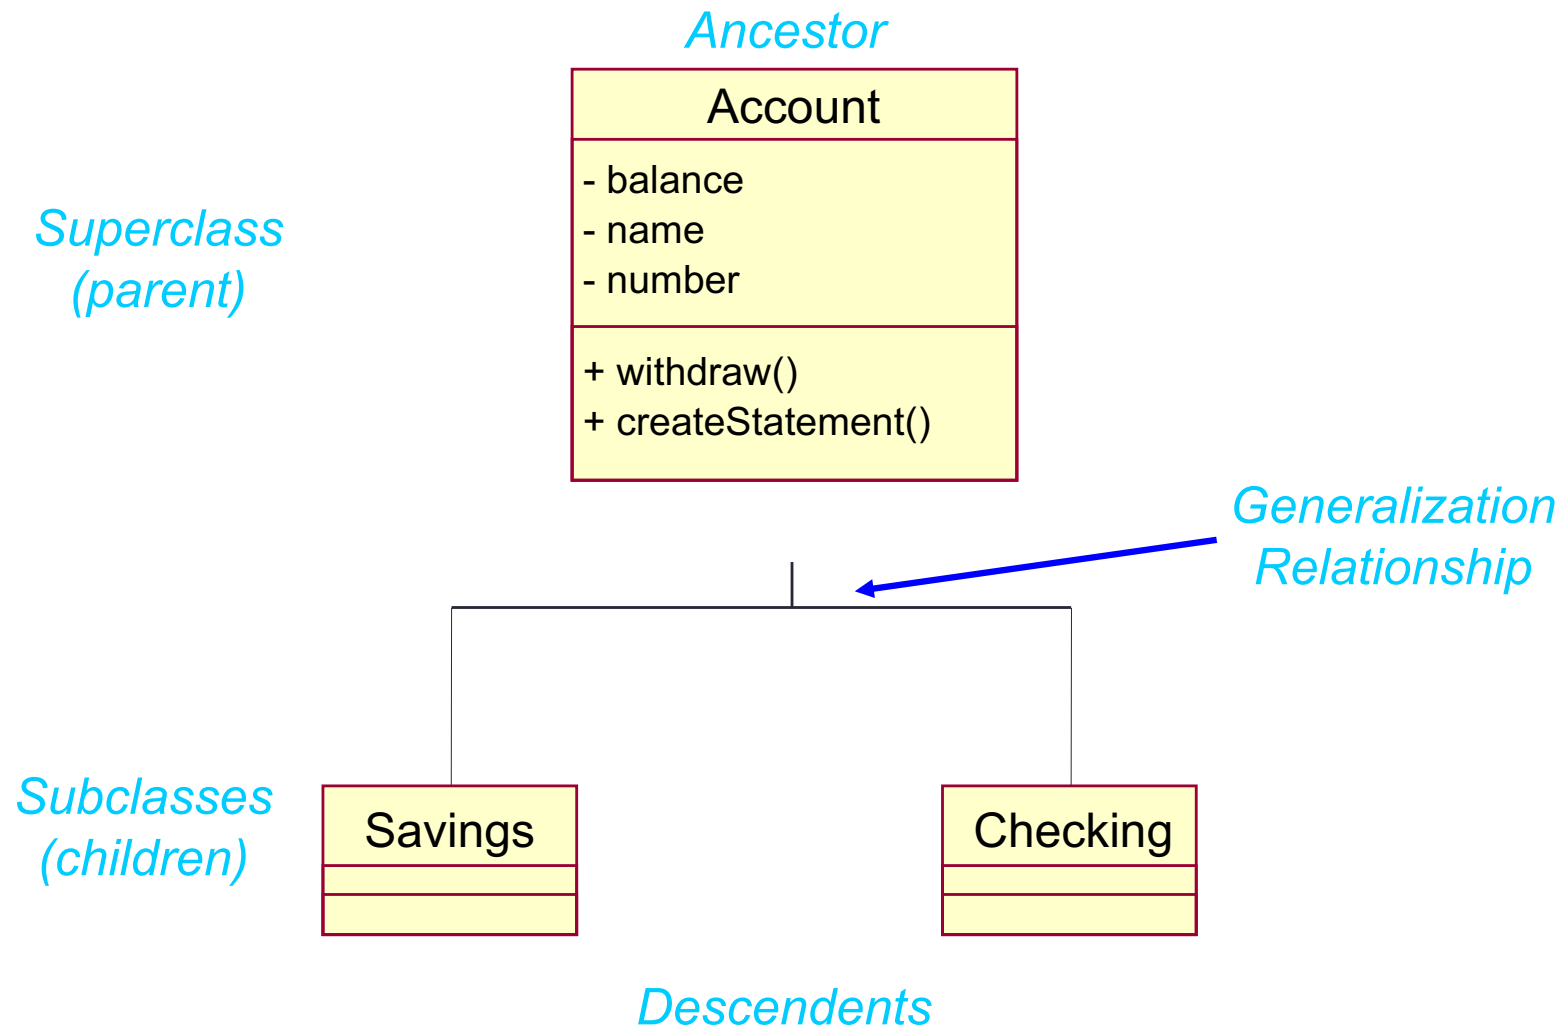 Ancestor
Account
- balance
- name
- number
Superclass
(parent)
+ withdraw()
+ createStatement()
Generalization
Relationship
Subclasses
(children)
Savings
Checking
Descendents